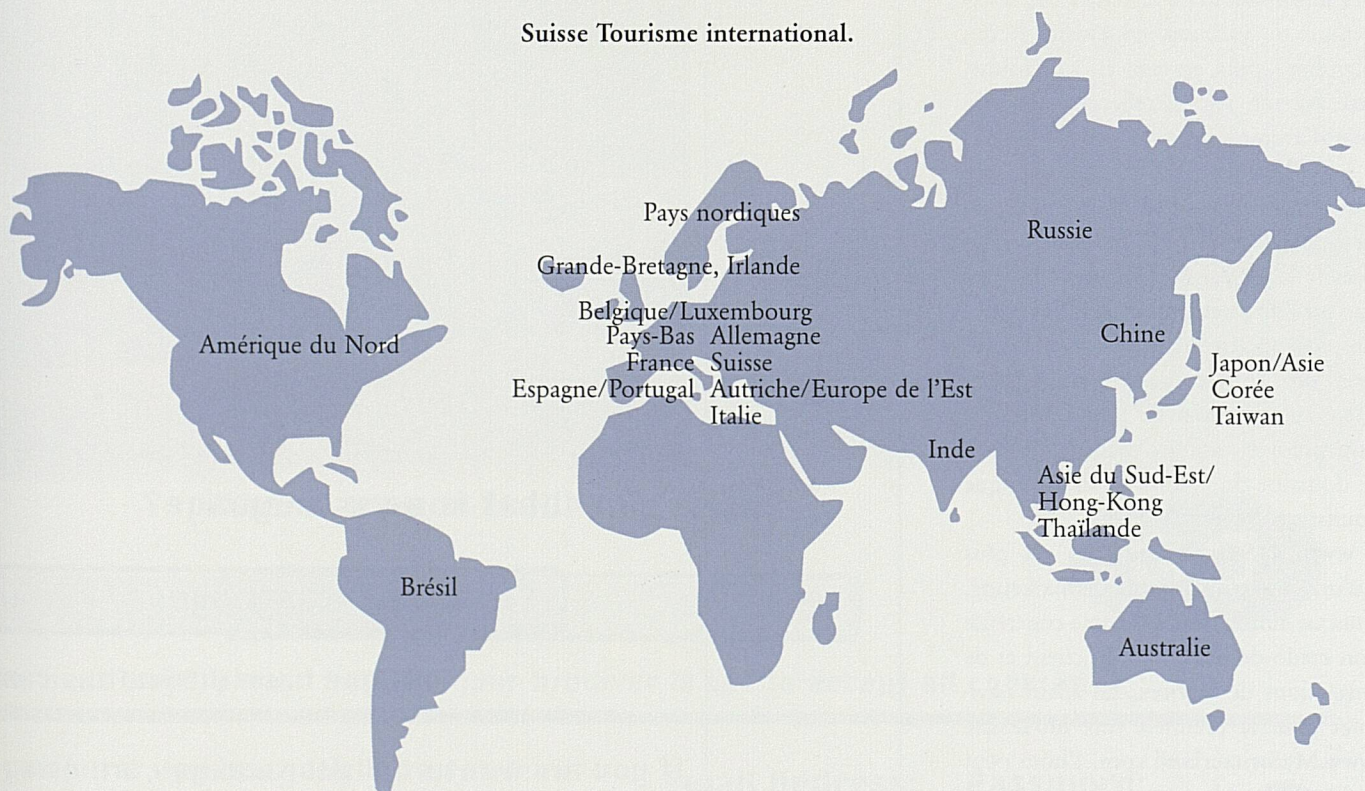 Suisse Tourisme international.
Pays nordiques
Russie
Grande-Bretagne, Irlande
Belgique/Luxembourg
Pays-Bas Allemagne
Amérique du Nord
Chine
France Suisse
Japon/Asie
Espagne/Portugal Autriche/Europe de l'Est
Corée
Italie
Taiwan
Inde
Asie du Sud-Est/
Hong-Kong
Thaïlande
Brésil
Australie